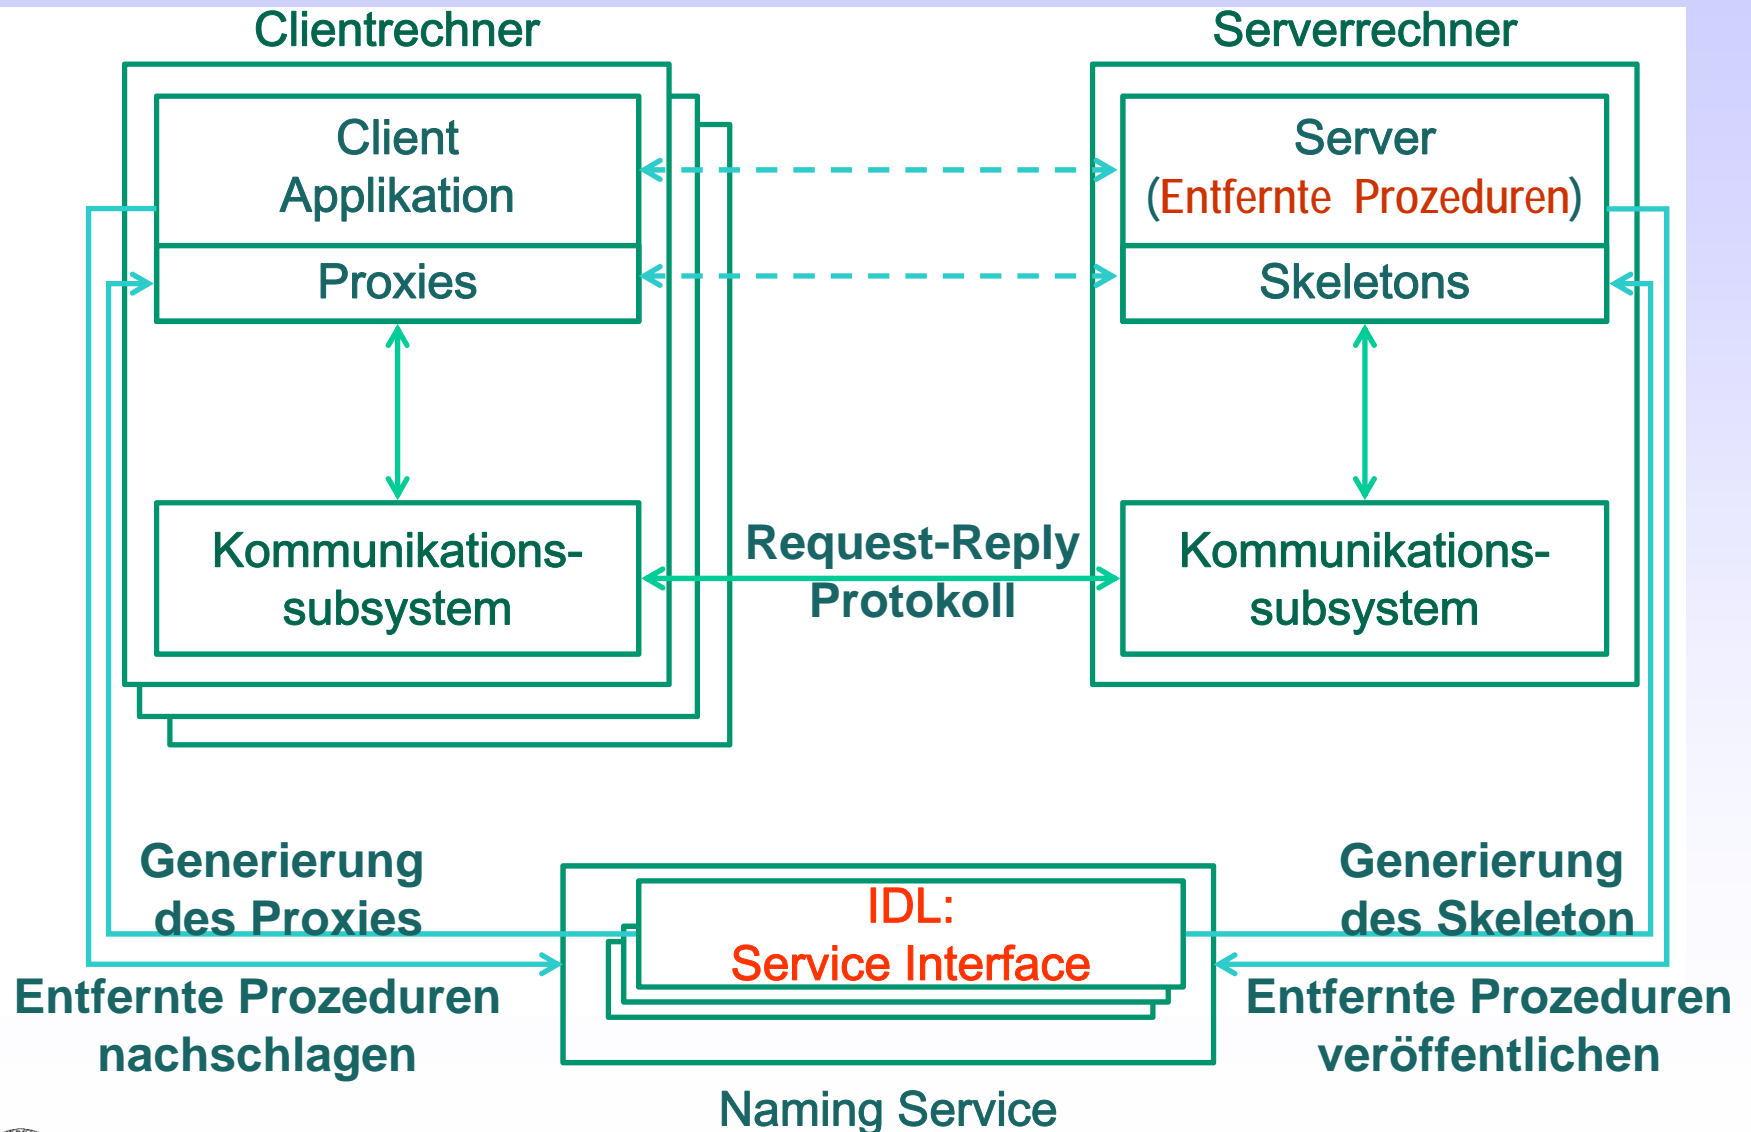 Clientrechner
Serverrechner
Client
Applikation
Proxies
Server
(Entfernte Prozeduren)
Skeletons
Kommunikations-
subsystem
Request-Reply
Protokoll
Kommunikations-
subsystem
Generierung
des Proxies
Entfernte Prozeduren
nachschlagen
IDL:
Service Interface
Generierung
des Skeleton
Entfernte Prozeduren
veröffentlichen
Naming Service